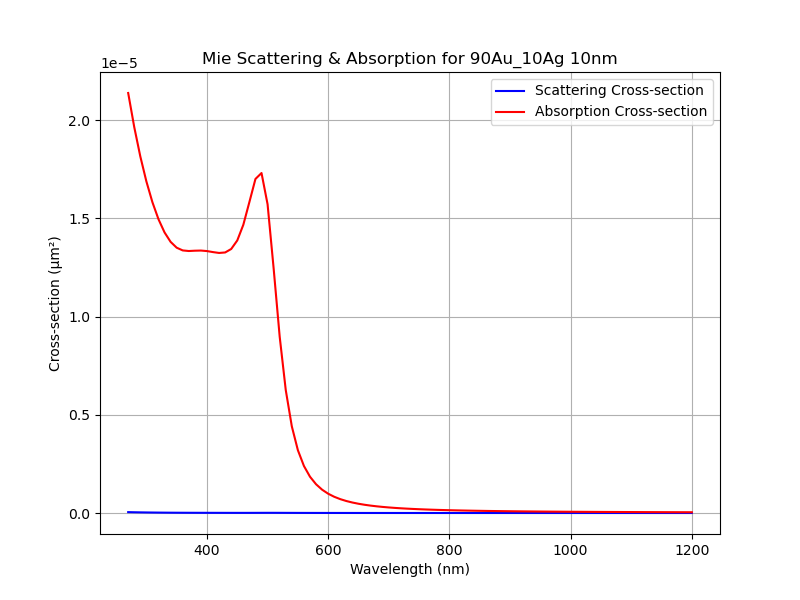 Mie Scattering & Absorption for 90Au_10Ag 10nm
1e−5
Scattering Cross-section
Absorption Cross-section
Cross-section (μm²)
2.0
1.5
1.0
0.5
0.0
400 600 800 1000 1200
Wavelength (nm)